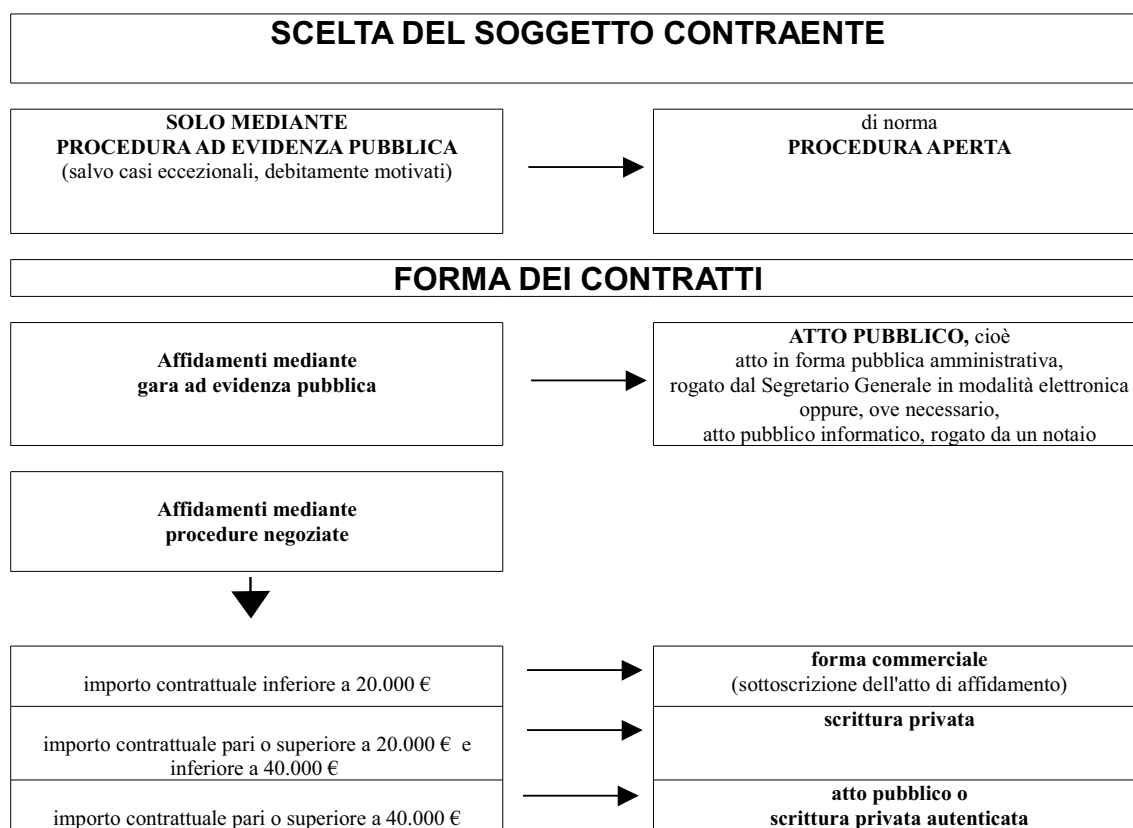 SCELTA DEL SOGGETTO CONTRAENTE
SOLO MEDIANTE
PROCEDURA AD EVIDENZA PUBBLICA
(salvo casi eccezionali, debitamente motivati)
di norma
PROCEDURA APERTA
FORMA DEI CONTRATTI
Affidamenti mediante
gara ad evidenza pubblica
ATTO PUBBLICO, cioè
atto in forma pubblica amministrativa,
rogato dal Segretario Generale in modalità elettronica
oppure, ove necessario,
atto pubblico informatico, rogato da un notaio
Affidamenti mediante
procedure negoziate
importo contrattuale inferiore a 20.000 €
forma commerciale
(sottoscrizione dell'atto di affidamento)
importo contrattuale pari o superiore a 20.000 € e
inferiore a 40.000 €
scrittura privata
importo contrattuale pari o superiore a 40.000 €
atto pubblico o
scrittura privata autenticata